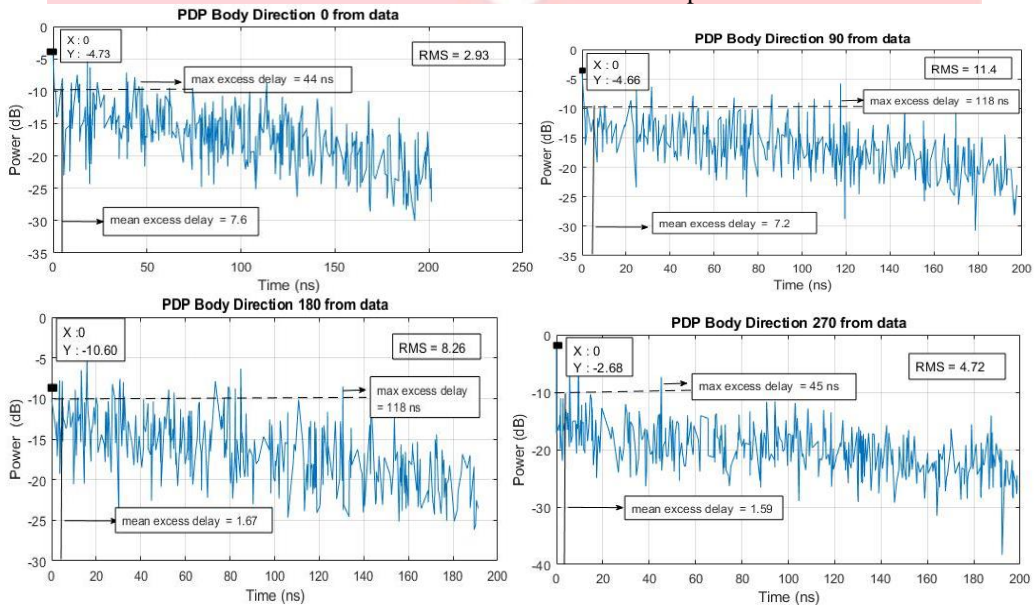 PDP Body Direction 0 from data
X : 0
Y : -4.73
RMS = 2.93
max excess delay = 44 ns
mean excess delay = 7.6
Power (dB)
0
-5
-10
-15
-20
-25
-30
-35
0 50 100 150 200 250
Time (ns)
PDP Body Direction 90 from data
X : 0
Y : -4.66
RMS = 11.4
max excess delay = 118 ns
mean excess delay = 7.2
Power (dB)
0
-5
-10
-15
-20
-25
-30
-35
0 20 40 60 80 100 120 140 160 180 200
Time (ns)
PDP Body Direction 180 from data
X :0
Y : -10.60
RMS = 8.26
max excess delay
= 118 ns
mean excess delay = 1.67
Power (dB)
0
-5
-10
-15
-20
-25
-30
0 20 40 60 80 100 120 140 160 180 200
Time (ns)
PDP Body Direction 270 from data
X : 0
Y : -2.68
RMS = 4.72
max excess delay = 45 ns
mean excess delay = 1.59
Power (dB)
0
-10
-20
-30
-40
0 20 40 60 80 100 120 140 160 180 200
Time (ns)